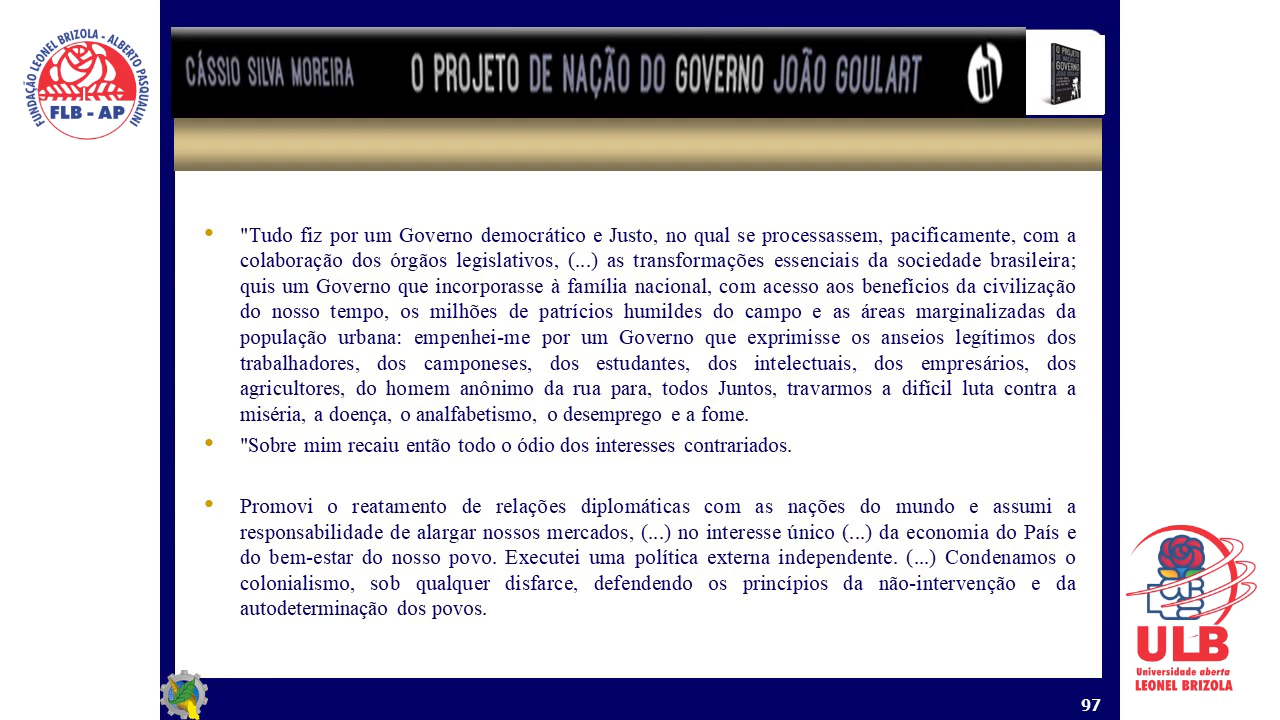 FUNDAÇÃO LEONEL BRIZOLA - ALBERTO PASQUALINI
FLB - AP
CÁSSIO SILVA MOREIRA
O PROJETO DE NAÇÃO DO GOVERNO JOÃO GOULART
O PROJETO
DE NAÇÃO DO
GOVERNO
JOÃO GOULART
• "Tudo fiz por um Governo democrático e Justo, no qual se processassem, pacificamente, com a
colaboração dos órgãos legislativos, (...) as transformações essenciais da sociedade brasileira;
quis um Governo que incorporasse à família nacional, com acesso aos benefícios da civilização
do nosso tempo, os milhões de patrícios humildes do campo e as áreas marginalizadas da
população urbana: empenhei-me por um Governo que exprimisse os anseios legítimos dos
trabalhadores, dos camponeses, dos estudantes, dos intelectuais, dos empresários, dos
agricultores, do homem anônimo da rua para, todos Juntos, travarmos a difícil luta contra a
miséria, a doença, o analfabetismo, o desemprego e a fome.
• "Sobre mim recaiu então todo o ódio dos interesses contrariados.
• Promovi o reatamento de relações diplomáticas com as nações do mundo e assumi a
responsabilidade de alargar nossos mercados, (...) no interesse único (...) da economia do País e
do bem-estar do nosso povo. Executei uma política externa independente. (...) Condenamos o
colonialismo, sob qualquer disfarce, defendendo os princípios da não-intervenção e da
autodeterminação dos povos.
ULB
Universidade aberta
LEONEL BRIZOLA
97